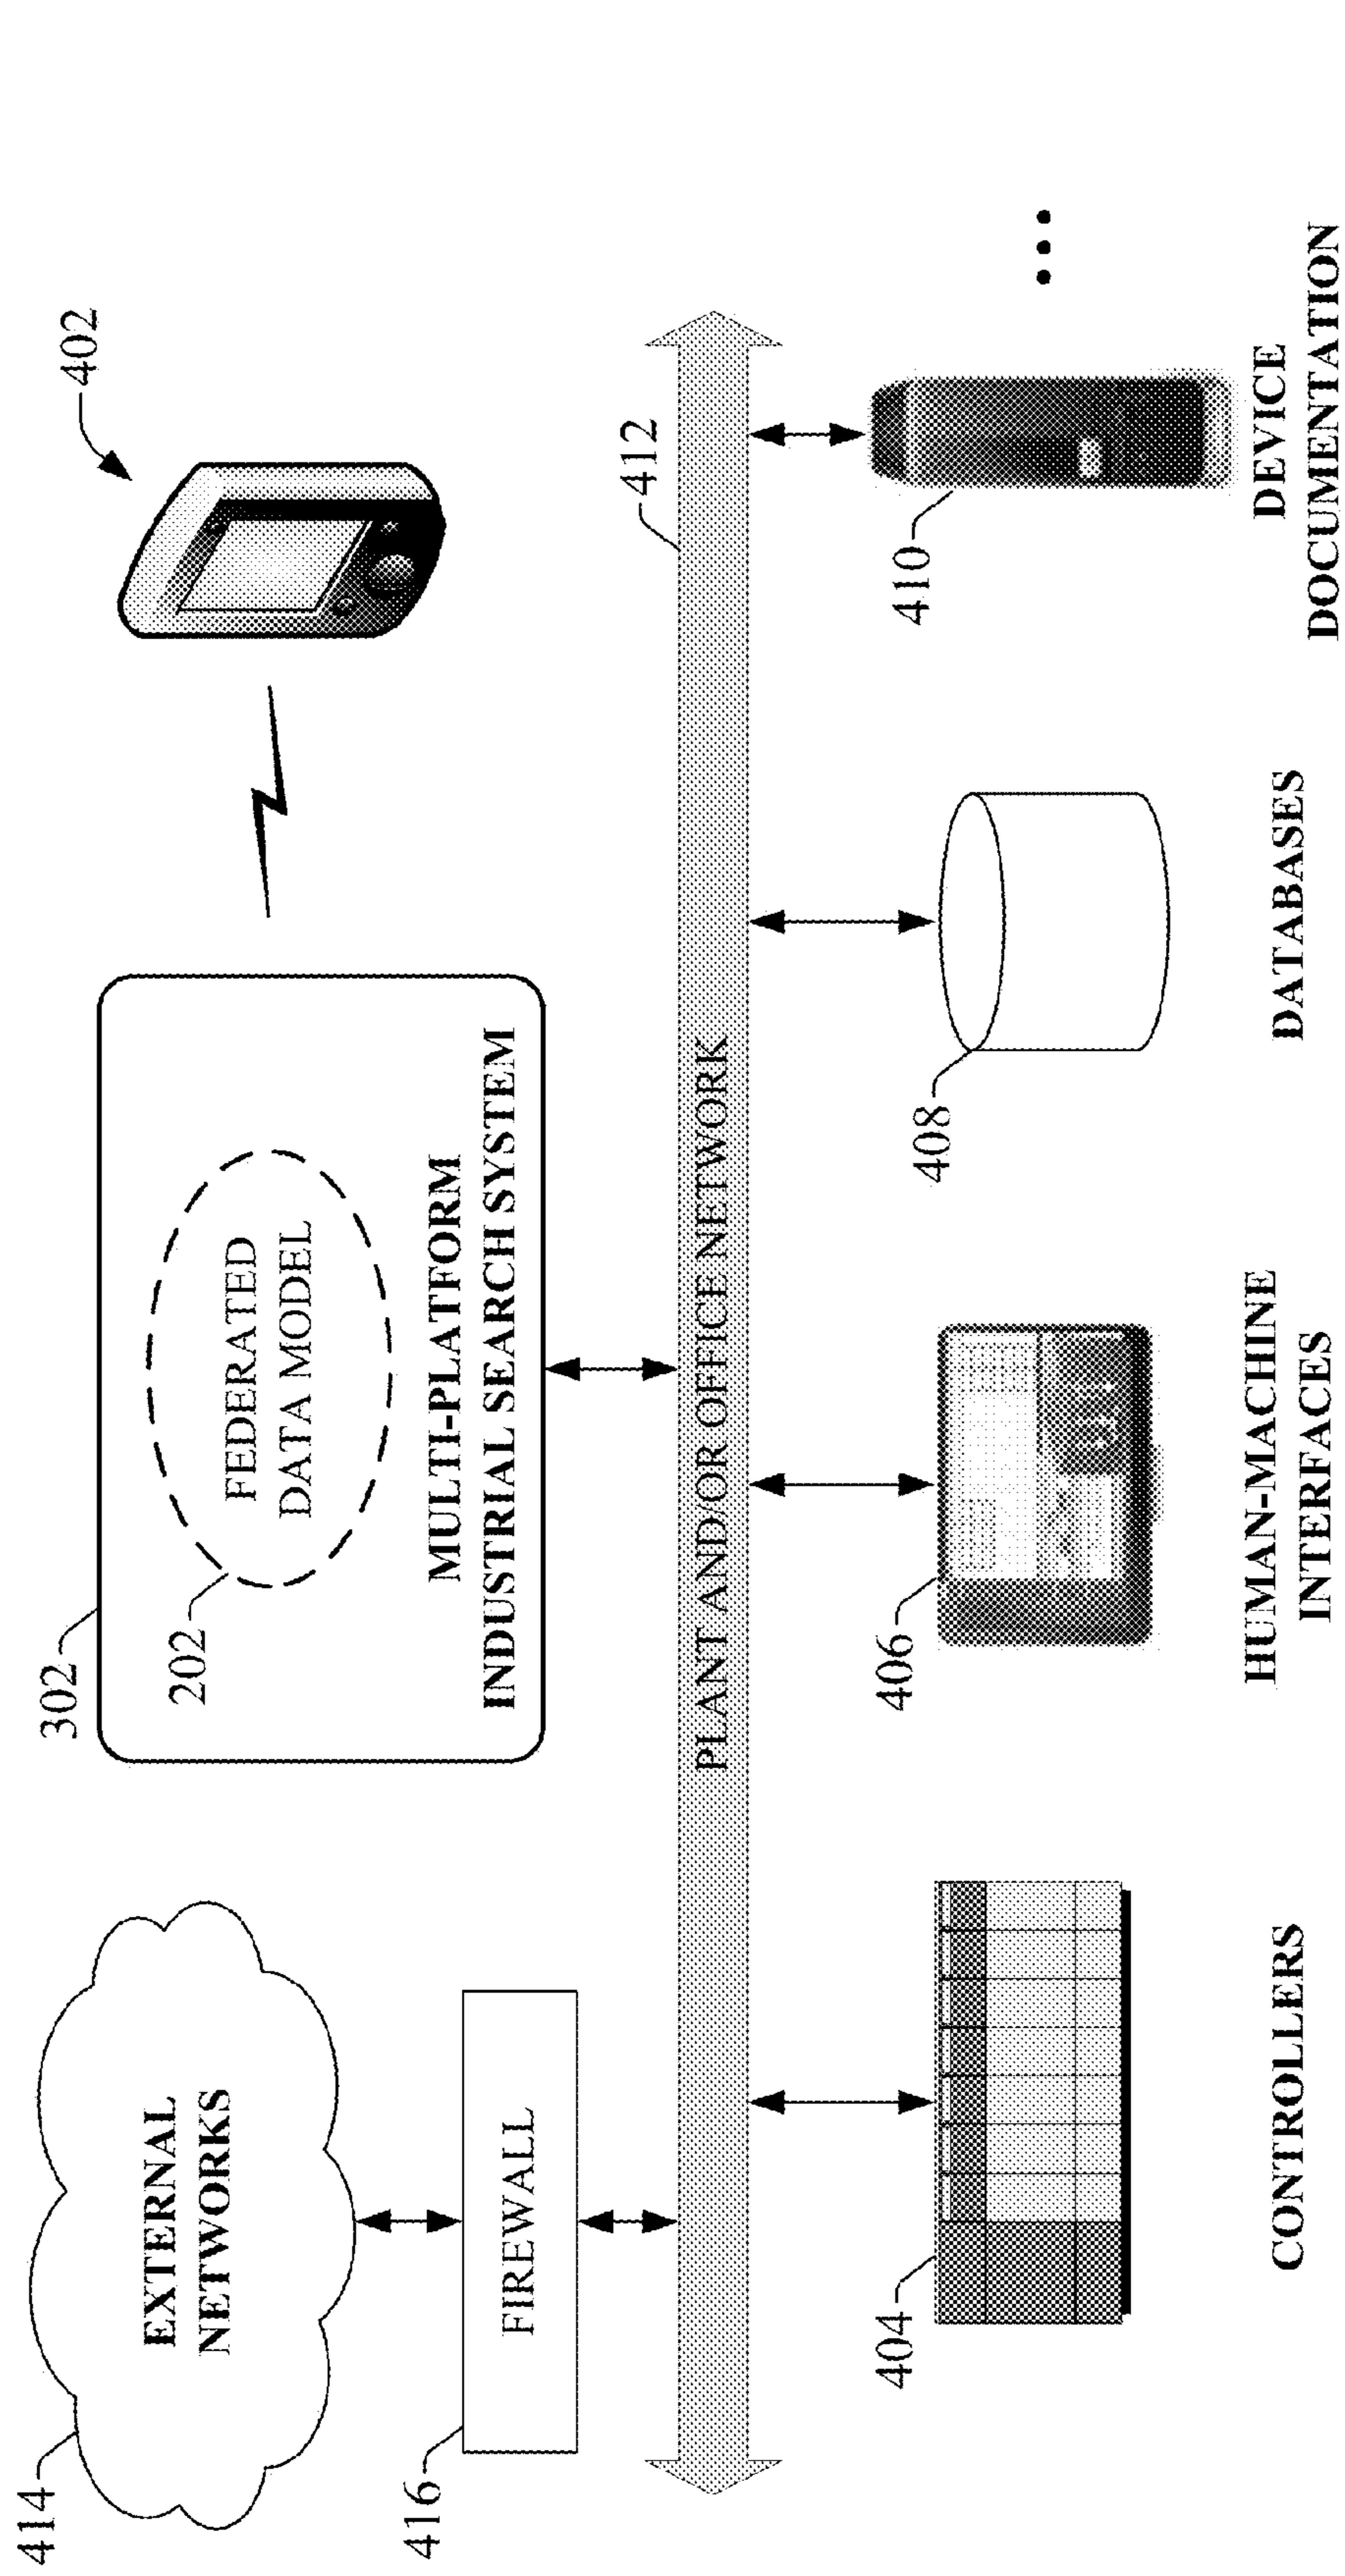 414
EXTERNAL
NETWORKS
416
FIREWALL
302
202
FEDERATED
DATA MODEL
MULTI-PLATFORM
INDUSTRIAL SEARCH SYSTEM
402
412
PLANT AND/OR OFFICE NETWORK
404
CONTROLLERS
406
HUMAN-MACHINE
INTERFACES
408
DATABASES
410
DEVICE
DOCUMENTATION